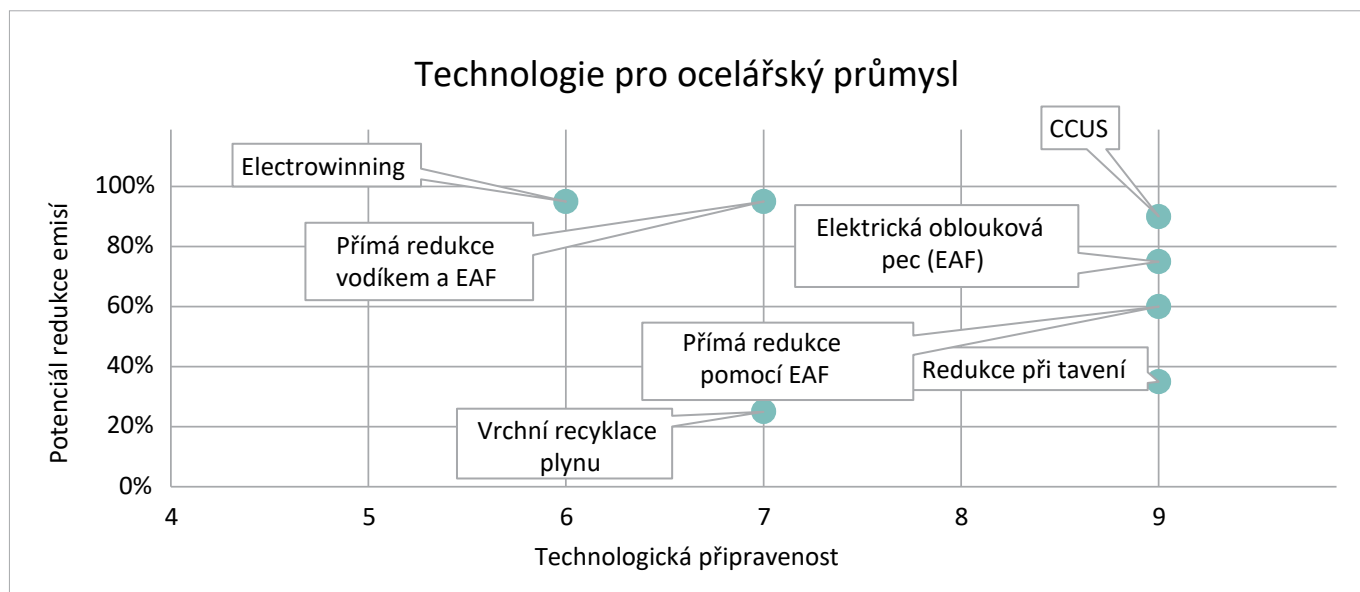 Technologie pro ocelářský průmysl
CCUS
Electrowinning
100%
Elektrická oblouková
pec (EAF)
Přímá redukce
vodíkem a EAF
80%
60%
Přímá redukce
pomocí EAF
Redukce při tavení
40%
Vrchní recyklace
plynu
20%
0%
Potenciál redukce emisí
4
5
6
7
8
9
Technologická připravenost